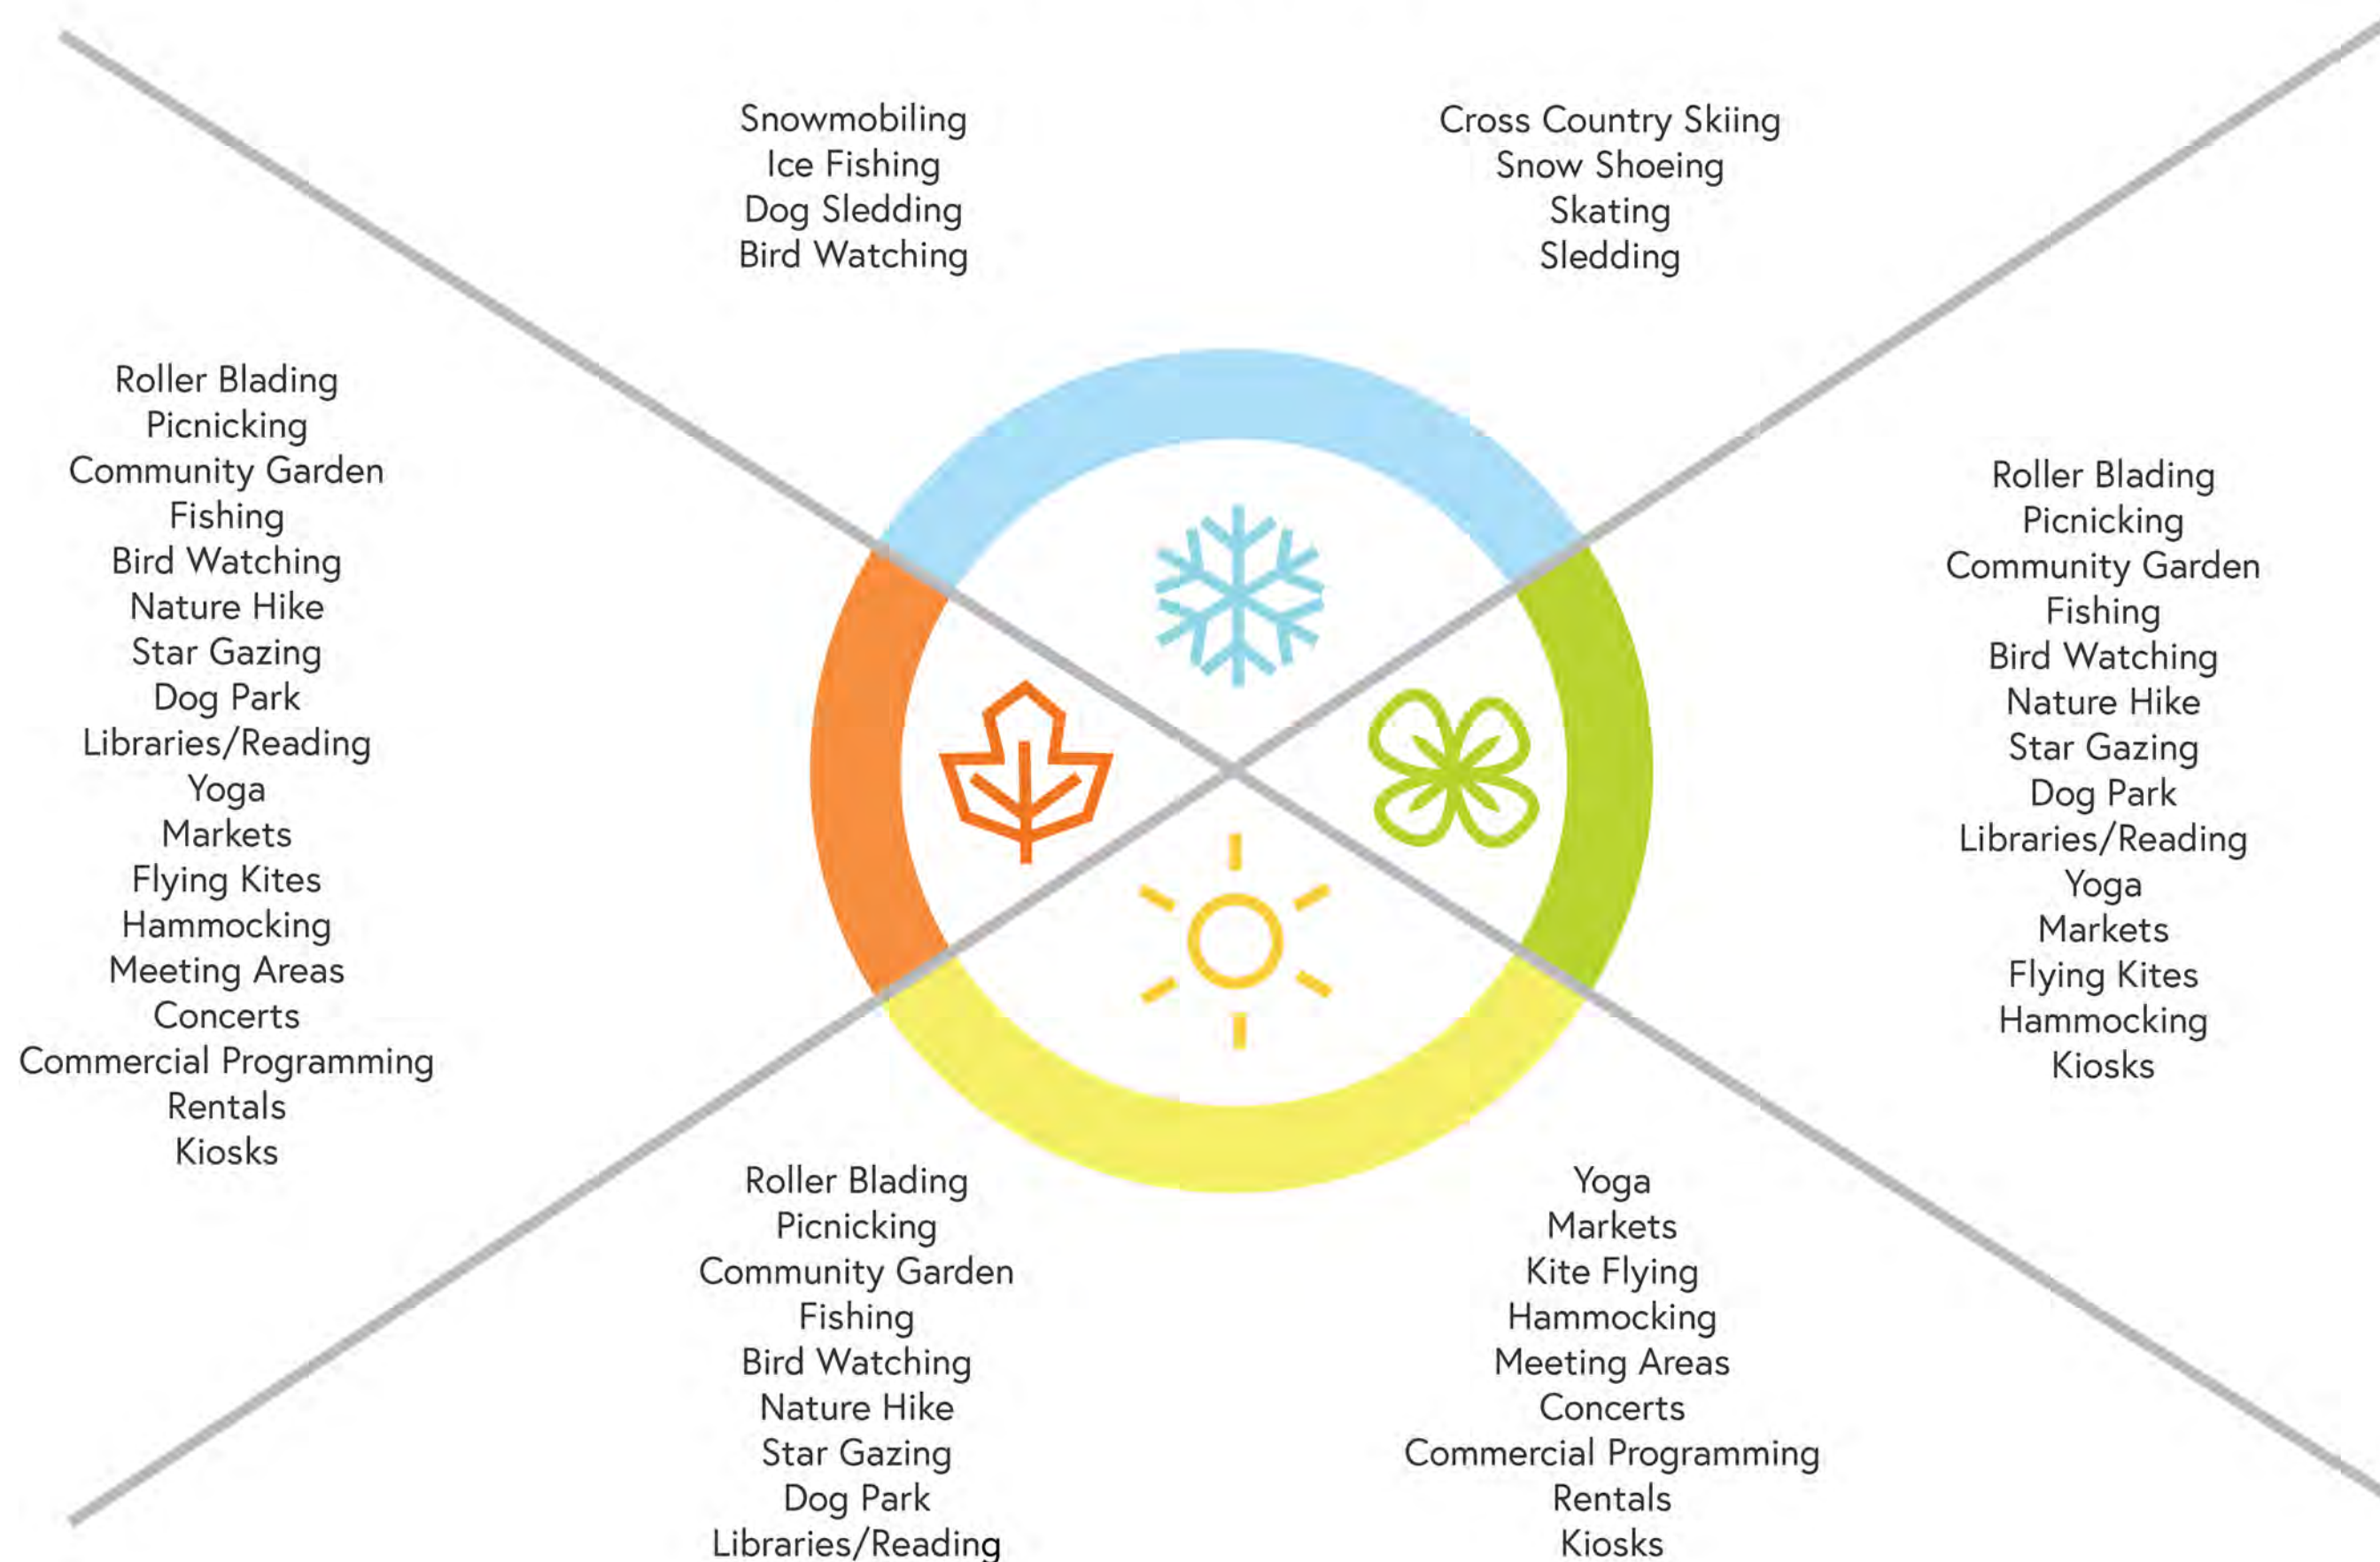 Snowmobiling
Ice Fishing
Dog Sledding
Bird Watching
Cross Country Skiing
Snow Shoeing
Skating
Sledding
Roller Blading
Picnicking
Community Garden
Fishing
Bird Watching
Nature Hike
Star Gazing
Dog Park
Libraries/Reading
Yoga
Markets
Flying Kites
Hammocking
Meeting Areas
Concerts
Commercial Programming
Rentals
Kiosks
Roller Blading
Picnicking
Community Garden
Fishing
Bird Watching
Nature Hike
Star Gazing
Dog Park
Libraries/Reading
Yoga
Markets
Flying Kites
Hammocking
Kiosks
Roller Blading
Picnicking
Community Garden
Fishing
Bird Watching
Nature Hike
Star Gazing
Dog Park
Libraries/Reading
Yoga
Markets
Kite Flying
Hammocking
Meeting Areas
Concerts
Commercial Programming
Rentals
Kiosks